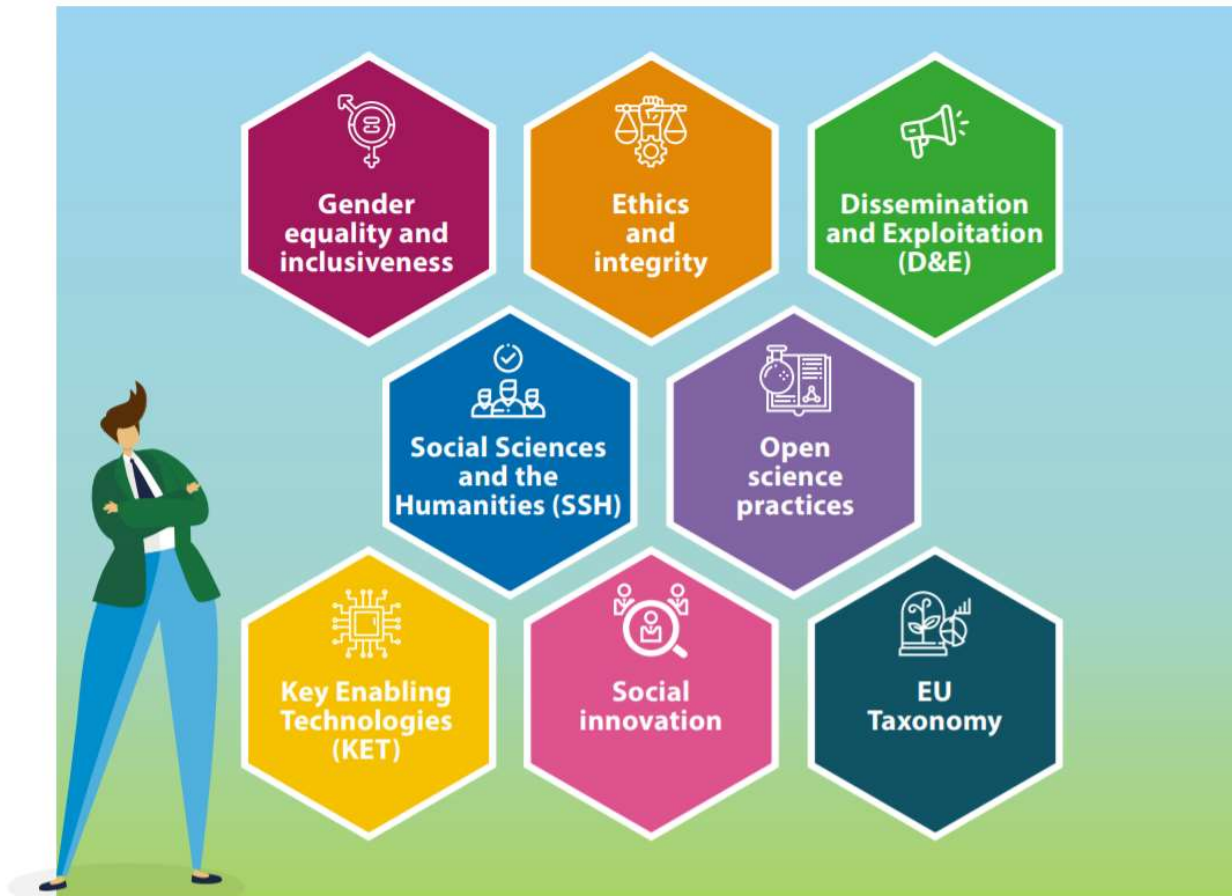 Gender
equality and
inclusiveness
Ethics
and
integrity
Dissemination
and Exploitation
(D&E)
Social Sciences
and the
Humanities (SSH)
Open
science
practices
Key Enabling
Technologies
(KET)
Social
innovation
EU
Taxonomy